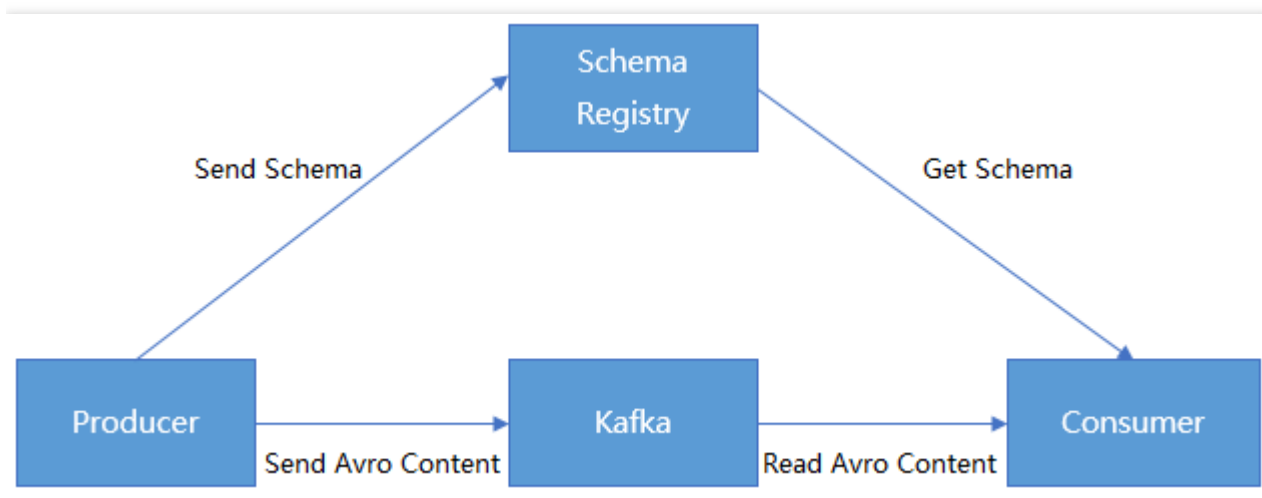 Schema
Registry
Send Schema
Get Schema
Producer
Kafka
Consumer
Send Avro Content
Read Avro Content